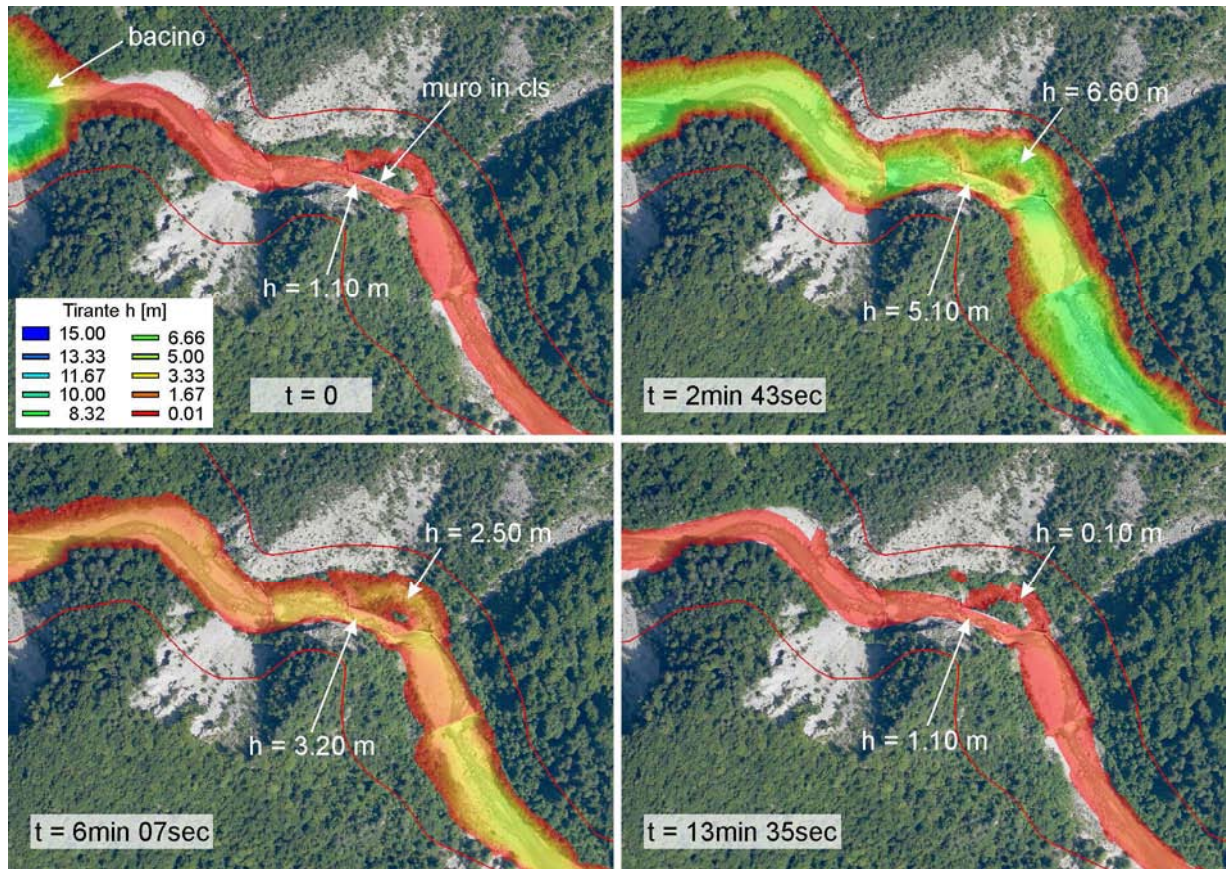 bacino
muro in cls
h = 1.10 m
Tirante h [m]
15.00 6.66
13.33 5.00
11.67 3.33
10.00 1.67
8.32 0.01
t = 0
h = 6.60 m
h = 5.10 m
t = 2min 43sec
h = 2.50 m
h = 3.20 m
t = 6min 07sec
h = 0.10 m
h = 1.10 m
t = 13min 35sec